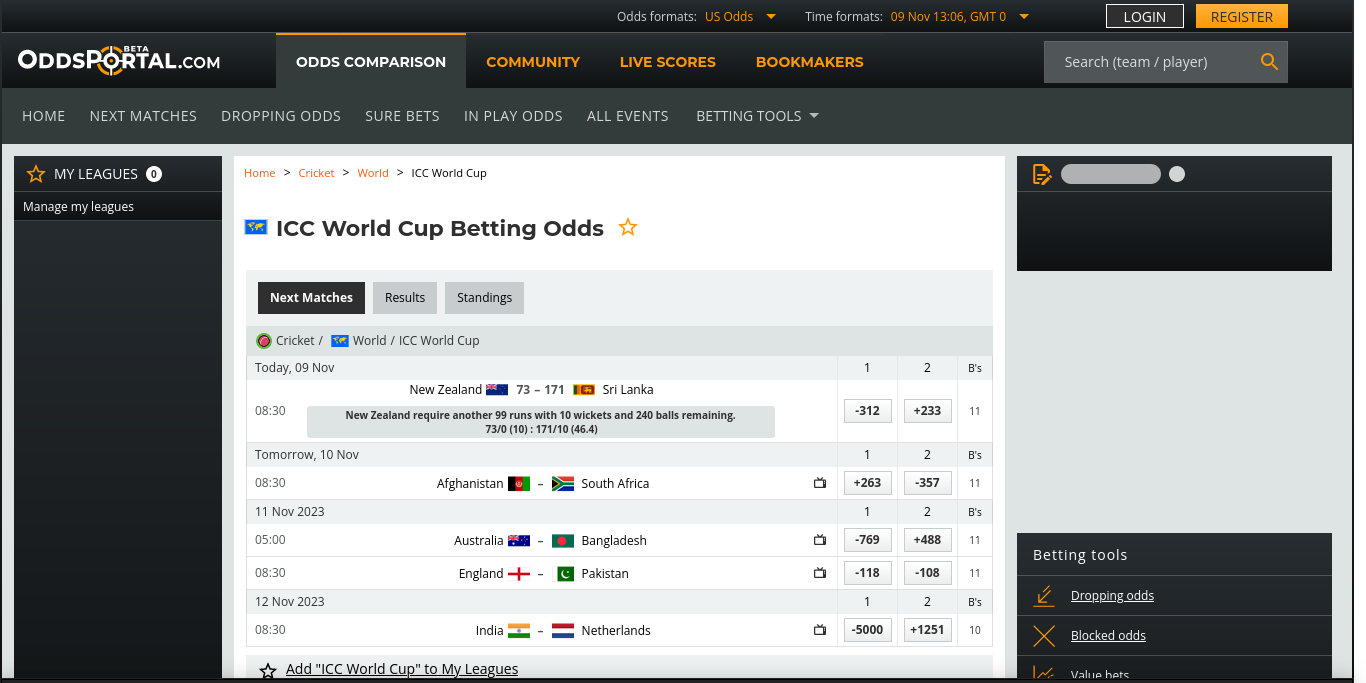 Odds formats: US Odds Time formats: 09 Nov 13:06, GMT 0 LOGIN REGISTER
ODDSPORTAL.COM BETA ODDS COMPARISON COMMUNITY LIVE SCORES BOOKMAKERS Search (team / player)
HOME NEXT MATCHES DROPPING ODDS SURE BETS IN PLAY ODDS ALL EVENTS BETTING TOOLS
MY LEAGUES 0
Manage my leagues
Home > Cricket > World > ICC World Cup
ICC World Cup Betting Odds
Next Matches Results Standings
Cricket / World / ICC World Cup
Today, 09 Nov 1 2 B's
New Zealand 73 – 171 Sri Lanka
08:30 -312 +233 11
New Zealand require another 99 runs with 10 wickets and 240 balls remaining.
73/0 (10) : 171/10 (46.4)
Tomorrow, 10 Nov 1 2 B's
08:30 Afghanistan – South Africa +263 -357 11
11 Nov 2023 1 2 B's
05:00 Australia – Bangladesh -769 +488 11
08:30 England – Pakistan -118 -108 11
12 Nov 2023 1 2 B's
08:30 India – Netherlands -5000 +1251 10
Add "ICC World Cup" to My Leagues
Betting tools
Dropping odds
Blocked odds
Value bets